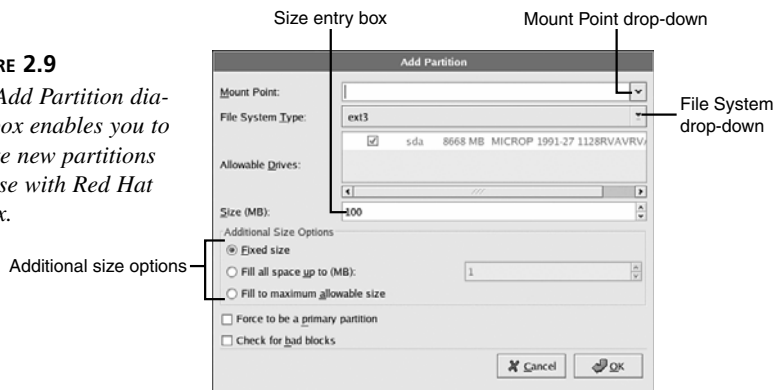 Size entry box
Mount Point drop-down
RE 2.9
Add Partition dia-
box enables you to
e new partitions
se with Red Hat
x.
Add Partition
Mount Point:
File System Type:
ext3
File System
drop-down
Allowable Drives:
sda 8668 MB MICROP 1991-27 1128RVAVRV
Size (MB):
100
Additional Size Options
Additional size options
Fixed size
Fill all space up to (MB):
1
Fill to maximum allowable size
Force to be a primary partition
Check for bad blocks
Cancel
OK